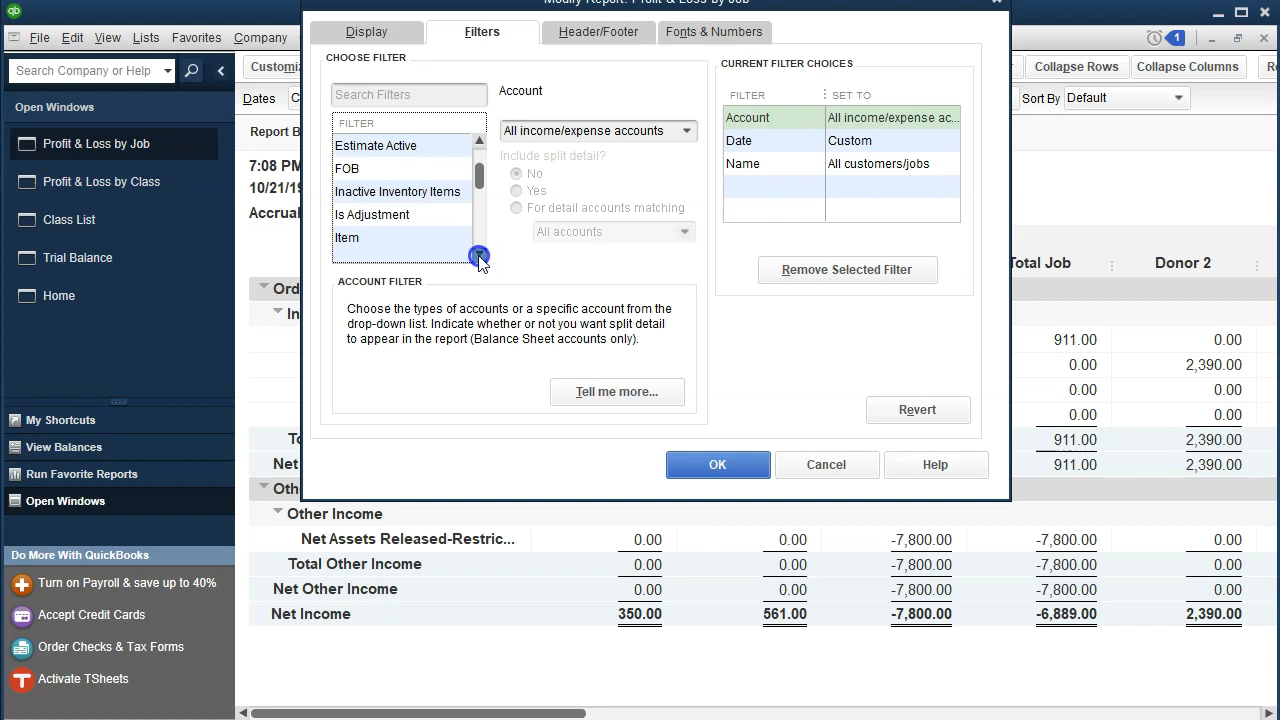 Modify Report: Profit & Loss by Job
qb
File Edit View Lists Favorites Company
1
Search Company or Help
Open Windows
Profit & Loss by Job
Profit & Loss by Class
Class List
Trial Balance
Home
My Shortcuts
View Balances
Run Favorite Reports
Open Windows
Do More With QuickBooks
Turn on Payroll & save up to 40%
Accept Credit Cards
Order Checks & Tax Forms
T Activate TSheets
Display Filters Header/Footer Fonts & Numbers
CHOOSE FILTER
Search Filters
FILTER
Estimate Active
FOB
Inactive Inventory Items
Is Adjustment
Item
Account
All income/expense accounts
Include split detail?
No
Yes
For detail accounts matching
All accounts
ACCOUNT FILTER
Choose the types of accounts or a specific account from the
drop-down list. Indicate whether or not you want split detail
to appear in the report (Balance Sheet accounts only).
Tell me more...
CURRENT FILTER CHOICES
FILTER SET TO
Account All income/expense ac...
Date Custom
Name All customers/jobs
Remove Selected Filter
Revert
OK Cancel Help
Customiz
Collapse Rows Collapse Columns Re
Dates C
Sort By Default
Report B
7:08 PM
10/21/19
Accrual
Total Job Donor 2
Ord
In
911.00 0.00
0.00 2,390.00
0.00 0.00
0.00 0.00
To 911.00 2,390.00
Net 911.00 2,390.00
Oth
Other Income
Net Assets Released-Restric... 0.00 0.00 -7,800.00 -7,800.00 0.00
Total Other Income 0.00 0.00 -7,800.00 -7,800.00 0.00
Net Other Income 0.00 0.00 -7,800.00 -7,800.00 0.00
Net Income 350.00 561.00 -7,800.00 -6,889.00 2,390.00